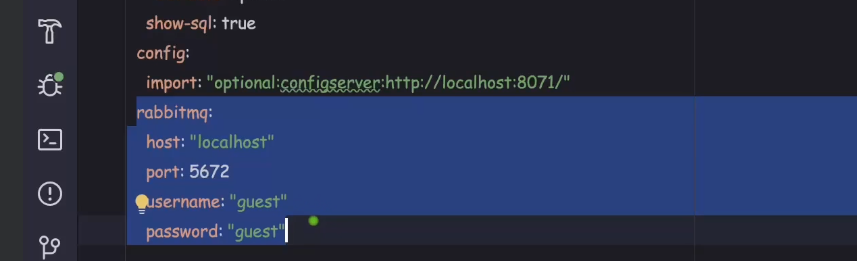 show-sql: true
config:
import: "optional:configserver:http://localhost:8071/"
rabbitmq:
host: "localhost"
port: 5672
username: "guest"
password: "guest"